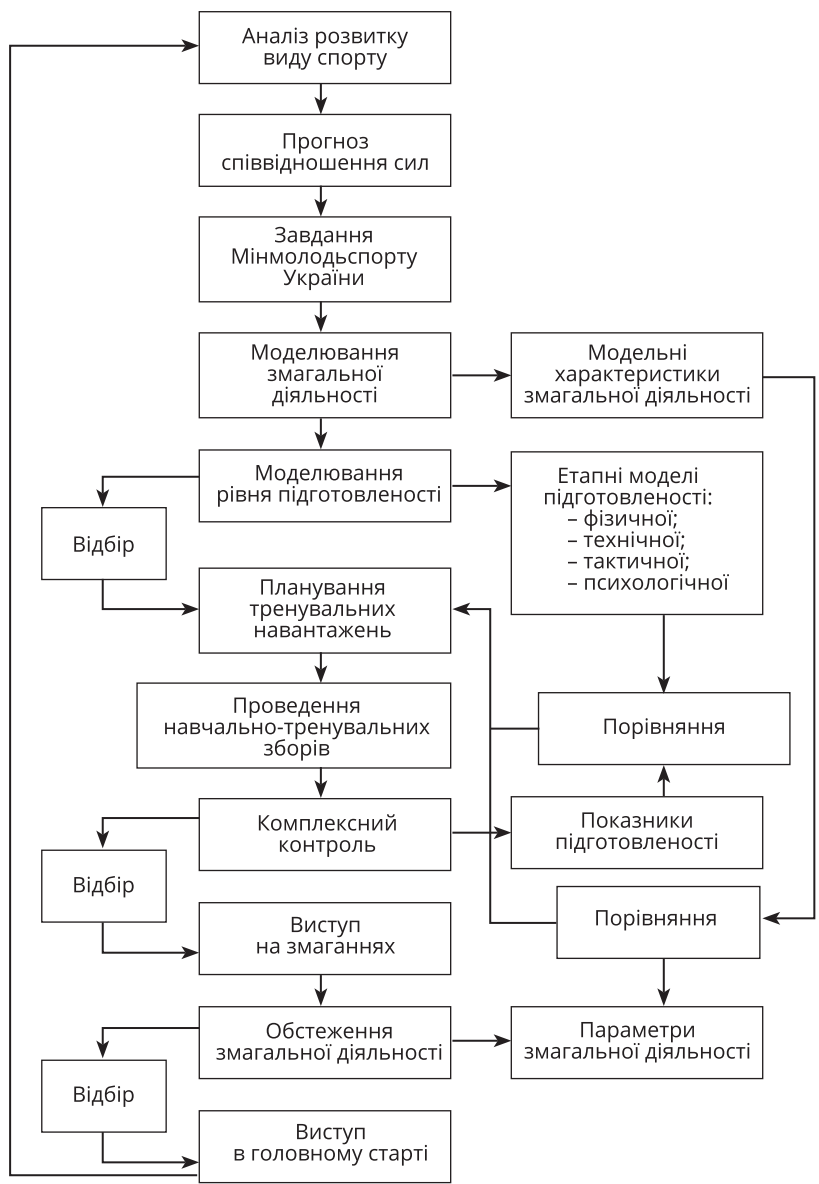 Аналіз розвитку
виду спорту
Прогноз
співвідношення сил
Завдання
Мінмолодьспорту
України
Моделювання
змагальної
діяльності
Модельні
характеристики
змагальної діяльності
Моделювання
рівня підготовленості
Етапні моделі
підготовленості:
– фізичної;
– технічної;
– тактичної;
– психологічної
Відбір
Планування
тренувальних
навантажень
Проведення
навчально-тренувальних
зборів
Порівняння
Комплексний
контроль
Показники
підготовленості
Відбір
Порівняння
Виступ
на змаганнях
Обстеження
змагальної діяльності
Параметри
змагальної діяльності
Відбір
Виступ
в головному старті